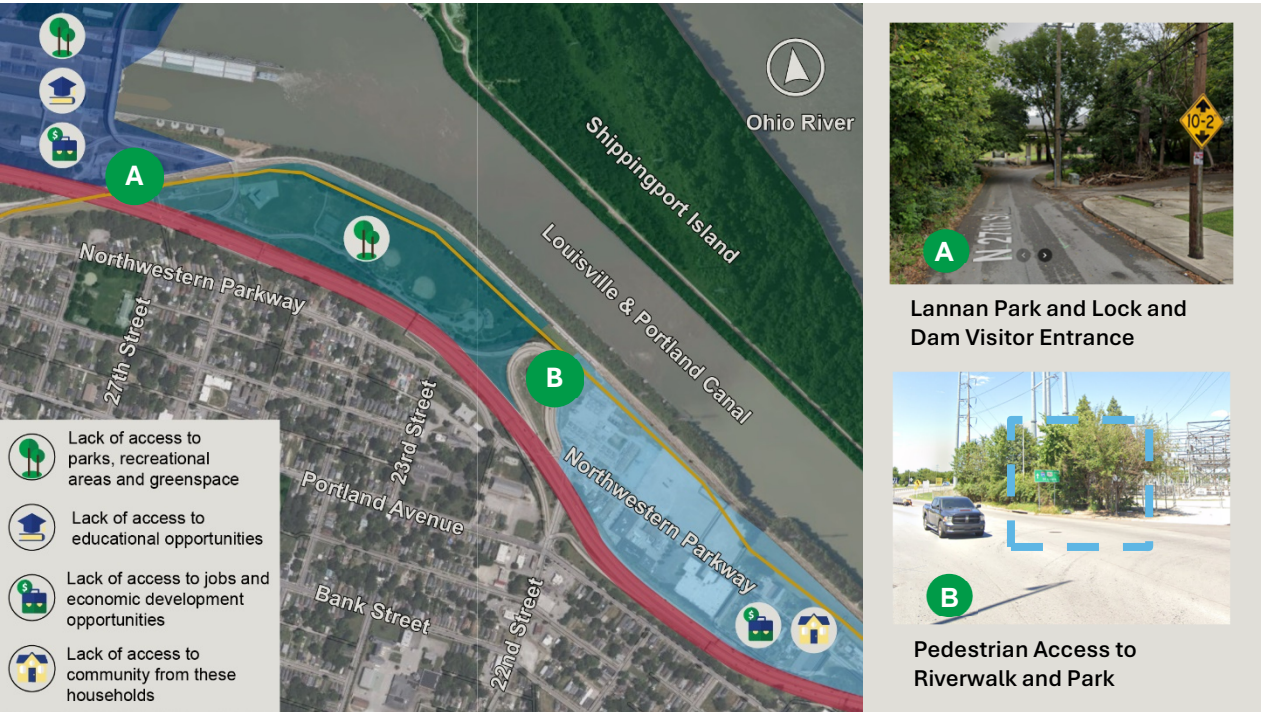 Ohio River
Shippingport Island
Louisville & Portland Canal
A
Northwestern Parkway
27th Street
B
23rd Street
Northwestern Parkway
Portland Avenue
Bank Street
22nd Street
Lack of access to
parks, recreational
areas and greenspace
Lack of access to
educational opportunities
$
Lack of access to jobs and
economic development
opportunities
Lack of access to
community from these
households
$
$
10-2
N 27th St
A
Lannan Park and Lock and
Dam Visitor Entrance
B
Pedestrian Access to
Riverwalk and Park